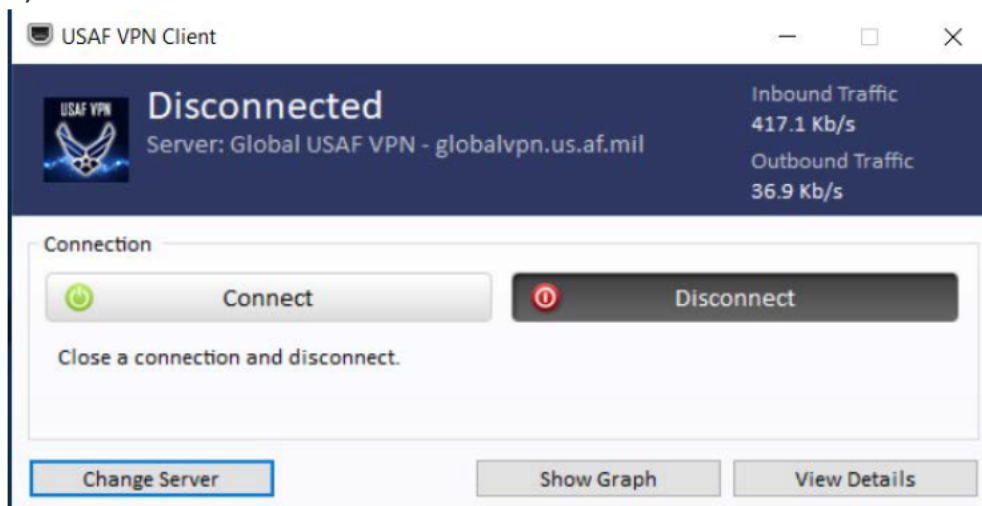 USAF VPN Client
USAF VPN
Disconnected
Server: Global USAF VPN - globalvpn.us.af.mil
Inbound Traffic
417.1 Kb/s
Outbound Traffic
36.9 Kb/s
Connection
Connect
Disconnect
Close a connection and disconnect.
Change Server
Show Graph
View Details